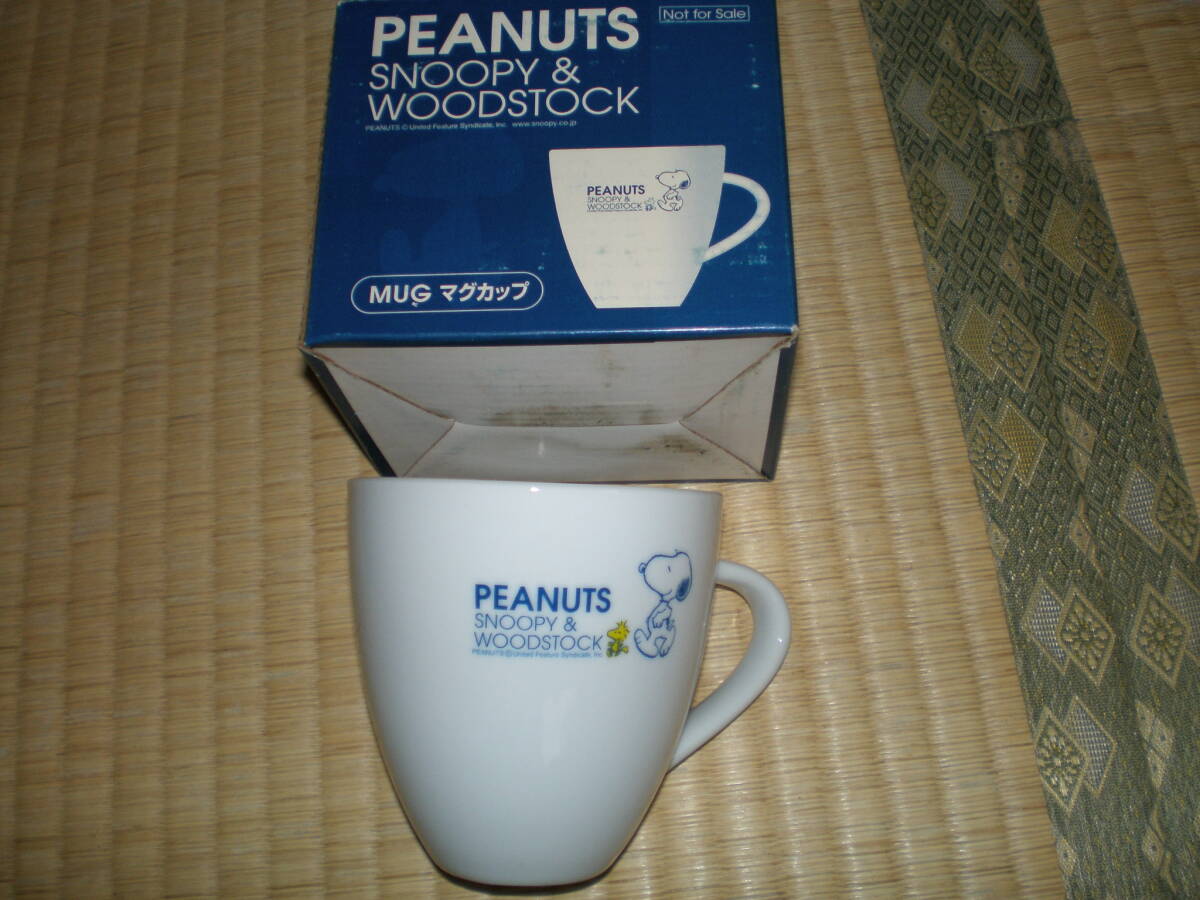 PEANUTS
Not for Sale
SNOOPY &
WOODSTOCK
PEANUTS © United Feature Syndicate, Inc. www.snoopy.co.jp
PEANUTS
SNOOPY &
WOODSTOCK
MUG マグカップ
PEANUTS
SNOOPY &
WOODSTOCK
PEANUTS © United Feature Syndicate, Inc